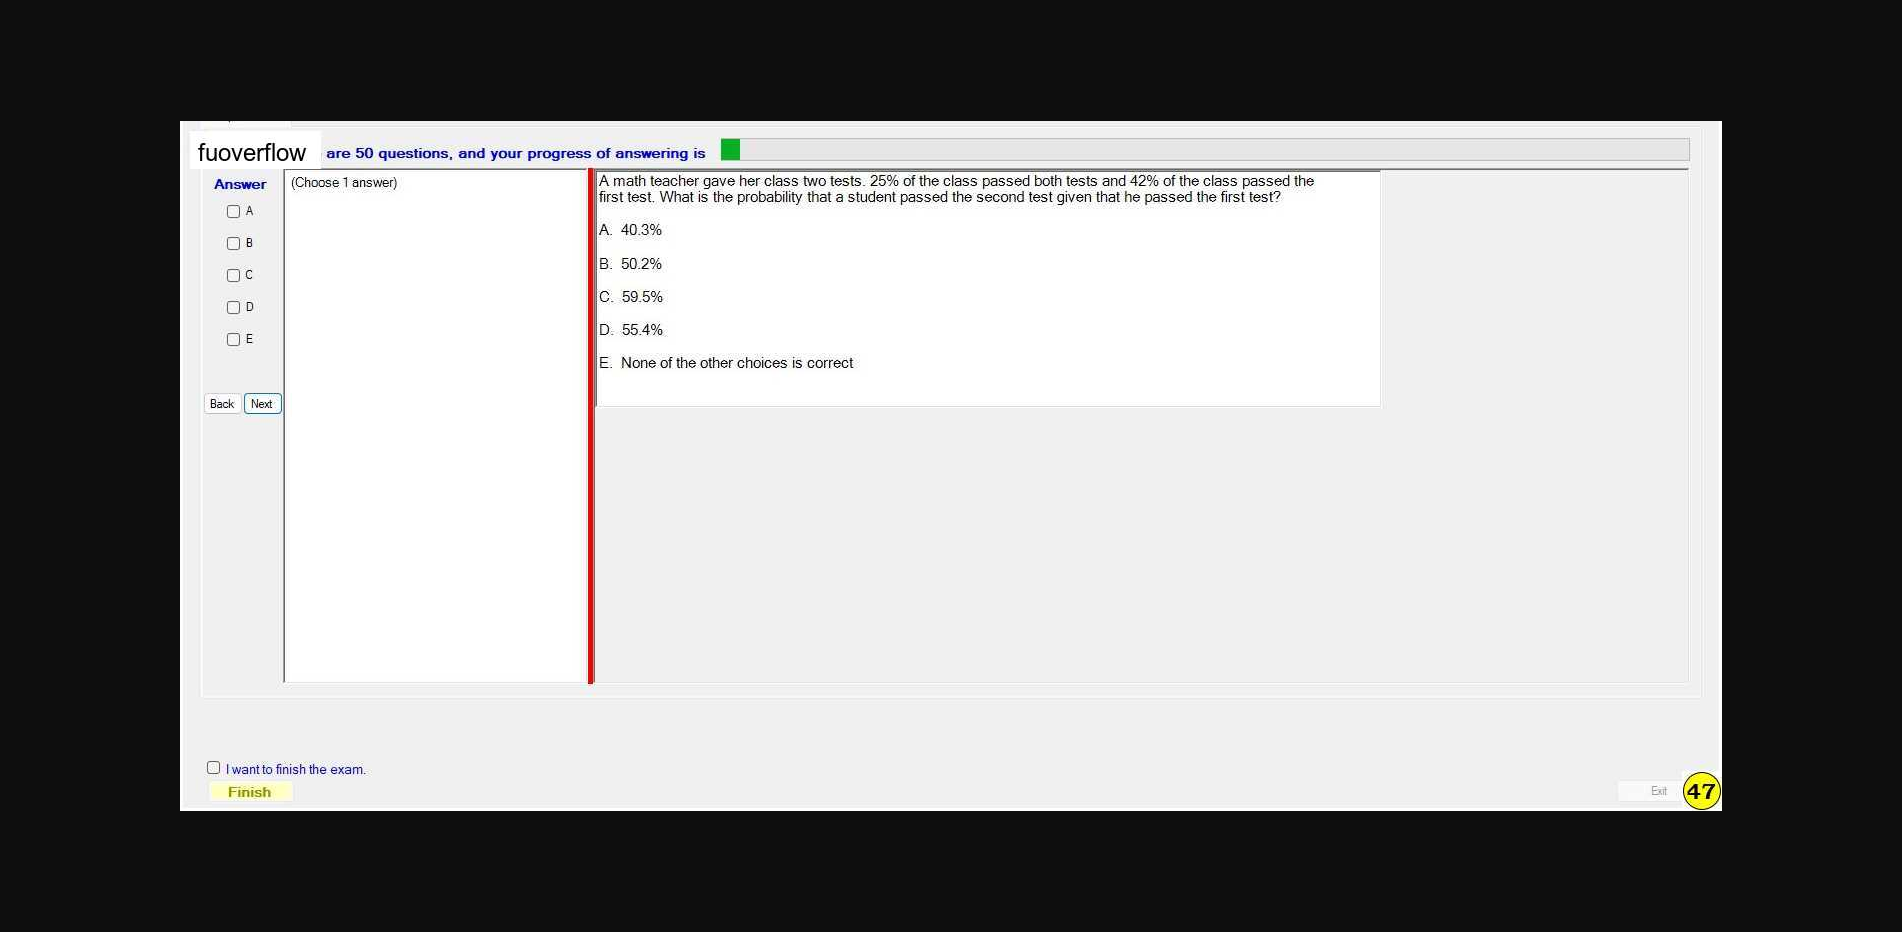 fuoverflow are 50 questions, and your progress of answering is
Answer
(Choose 1 answer)
A
B
C
D
E
Back Next
A math teacher gave her class two tests. 25% of the class passed both tests and 42% of the class passed the
first test. What is the probability that a student passed the second test given that he passed the first test?
A. 40.3%
B. 50.2%
C. 59.5%
D. 55.4%
E. None of the other choices is correct
I want to finish the exam.
Finish
Exit
47